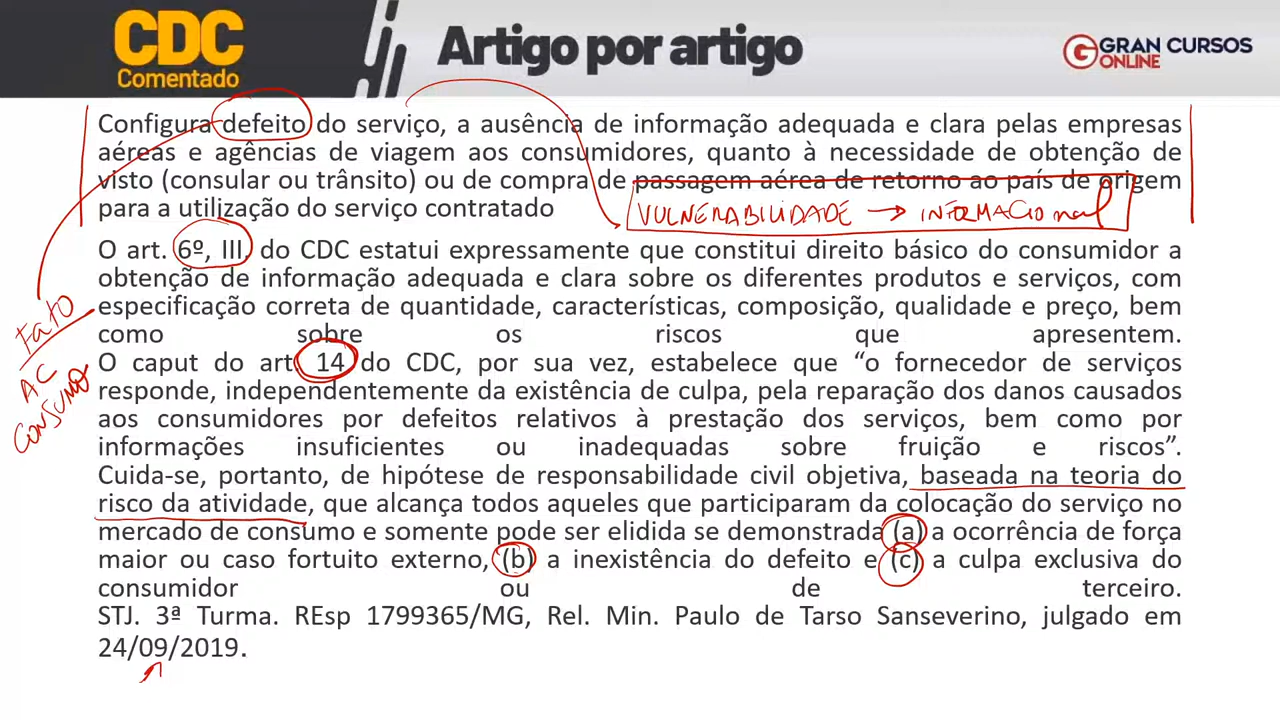 CDC
Comentado
Artigo por artigo
GRAN CURSOS
ONLINE
Configura defeito do serviço, a ausência de informação adequada e clara pelas empresas
aéreas e agências de viagem aos consumidores, quanto à necessidade de obtenção de
visto (consular ou trânsito) ou de compra de passagem aérea de retorno ao país de origem
para a utilização do serviço contratado
VULNERABILIDADE → INFORMACIONAL
O art. 6º, III, do CDC estatui expressamente que constitui direito básico do consumidor a
obtenção de informação adequada e clara sobre os diferentes produtos e serviços, com
especificação correta de quantidade, características, composição, qualidade e preço, bem
como sobre os riscos que apresentem.
FATO
AC
CONSUMO
O caput do art. 14 do CDC, por sua vez, estabelece que “o fornecedor de serviços
responde, independentemente da existência de culpa, pela reparação dos danos causados
aos consumidores por defeitos relativos à prestação dos serviços, bem como por
informações insuficientes ou inadequadas sobre fruição e riscos”.
Cuida-se, portanto, de hipótese de responsabilidade civil objetiva, baseada na teoria do
risco da atividade, que alcança todos aqueles que participaram da colocação do serviço no
mercado de consumo e somente pode ser elidida se demonstrada (a) a ocorrência de força
maior ou caso fortuito externo, (b) a inexistência do defeito e (c) a culpa exclusiva do
consumidor ou de terceiro.
STJ. 3ª Turma. REsp 1799365/MG, Rel. Min. Paulo de Tarso Sanseverino, julgado em
24/09/2019.